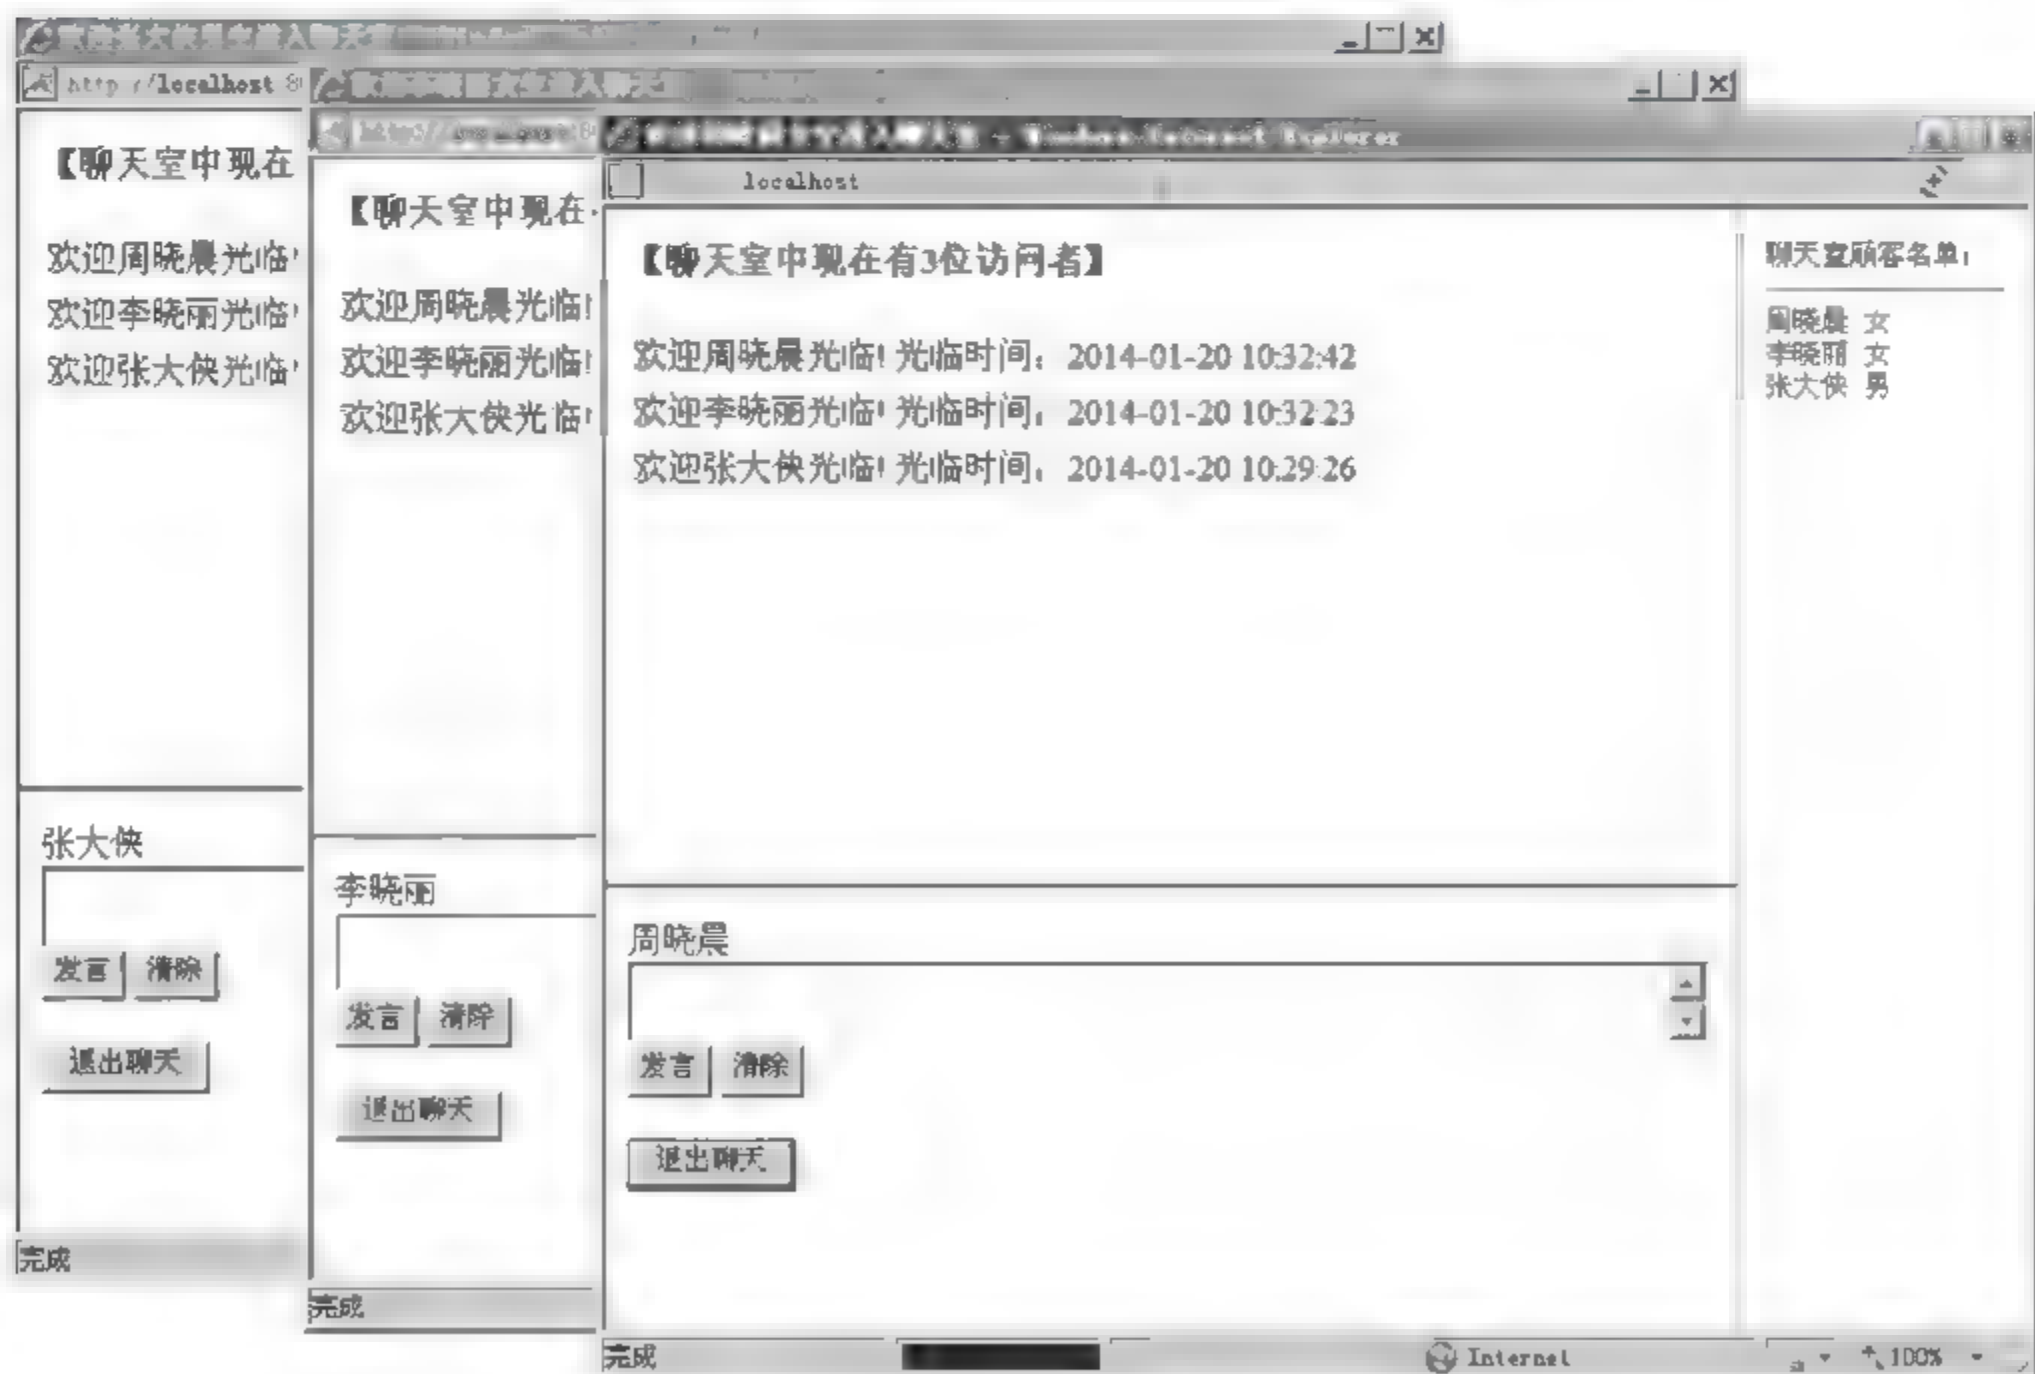 http://localhost
【聊天室中现在
欢迎周晓晨光临!
欢迎李晓丽光临!
欢迎张大侠光临!
张大侠
发言 清除
退出聊天
完成
【聊天室中现在
欢迎周晓晨光临!
欢迎李晓丽光临!
欢迎张大侠光临!
李晓丽
发言 清除
退出聊天
完成
Windows Internet Explorer
localhost
【聊天室中现在有3位访问者】
欢迎周晓晨光临! 光临时间: 2014-01-20 10:32:42
欢迎李晓丽光临! 光临时间: 2014-01-20 10:32:23
欢迎张大侠光临! 光临时间: 2014-01-20 10:29:26
周晓晨
发言 清除
退出聊天
聊天室顾客名单:
周晓晨 女
李晓丽 女
张大侠 男
完成
Internet
100%